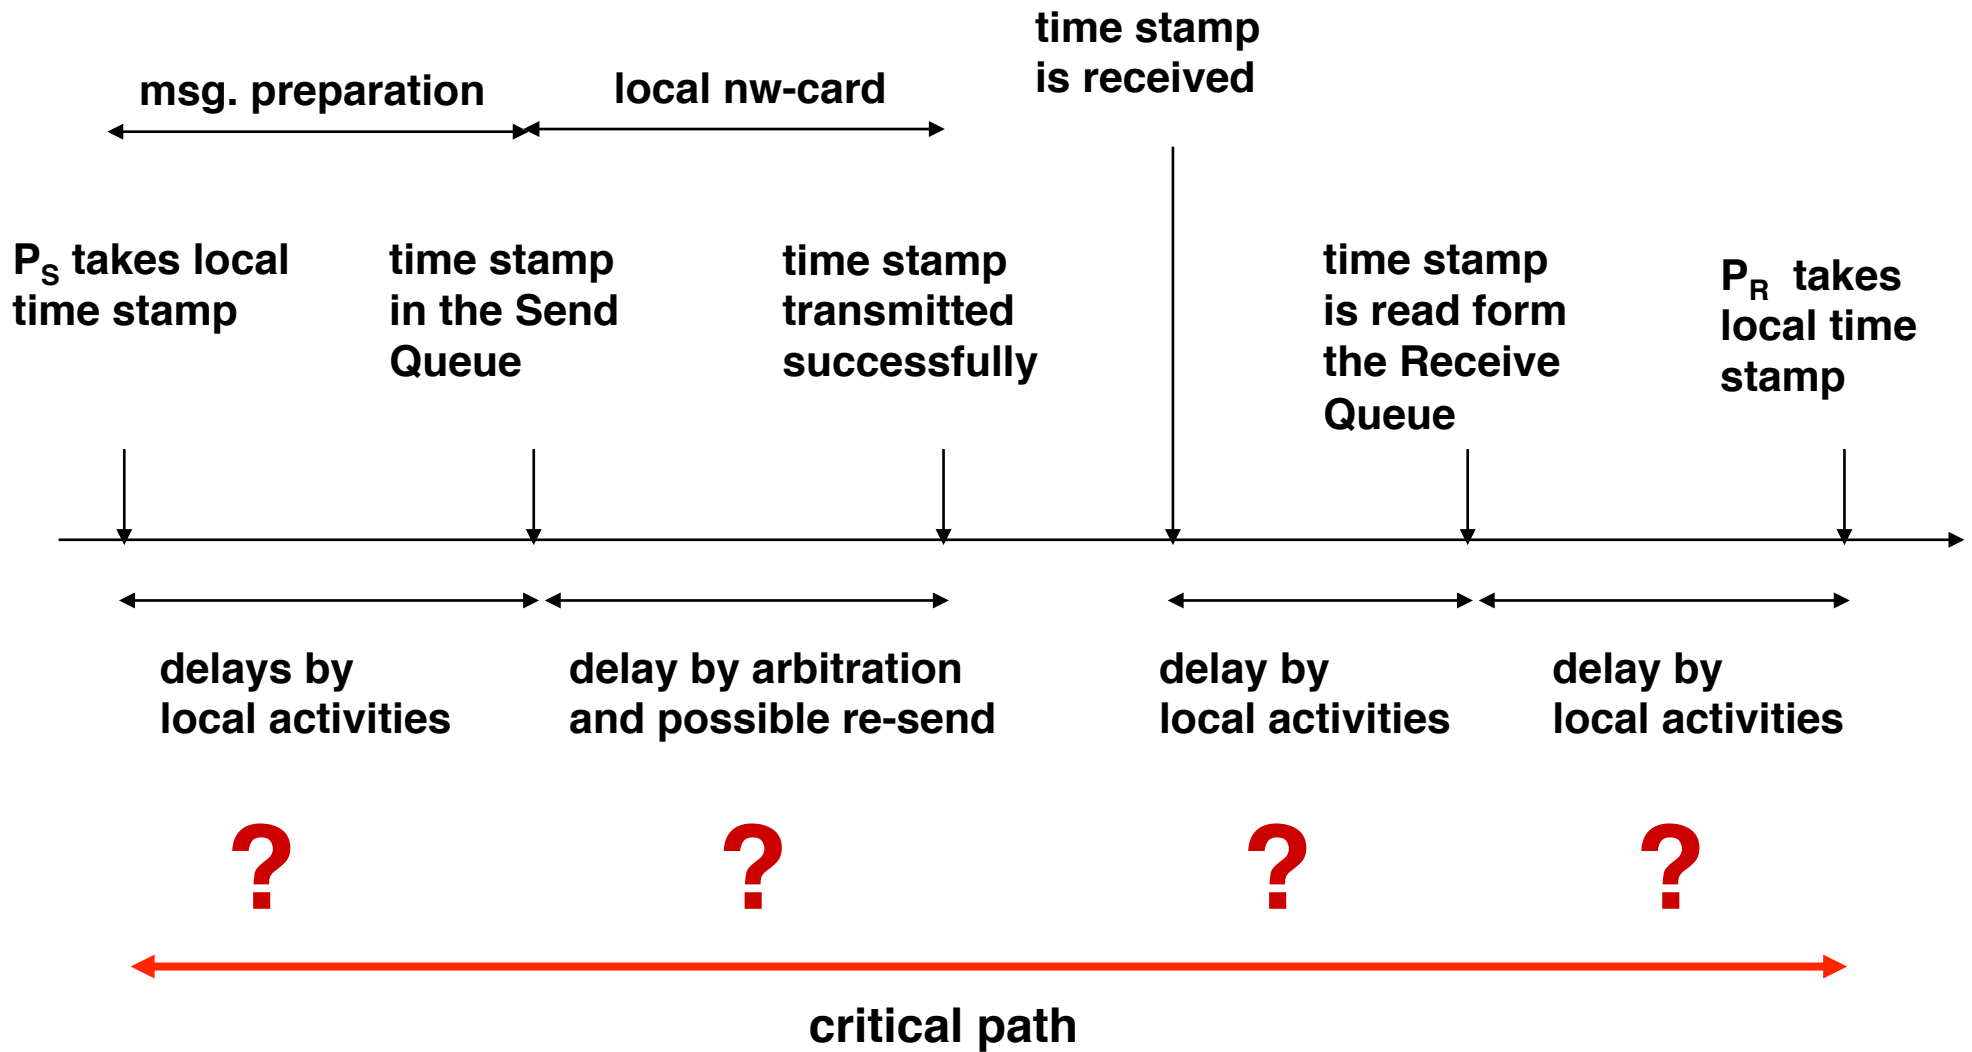 time stamp
is received
msg. preparation
local nw-card
P_S takes local
time stamp
time stamp
in the Send
Queue
time stamp
transmitted
successfully
time stamp
is read form
the Receive
Queue
P_R takes
local time
stamp
delays by
local activities
delay by arbitration
and possible re-send
delay by
local activities
delay by
local activities
?
?
?
?
critical path